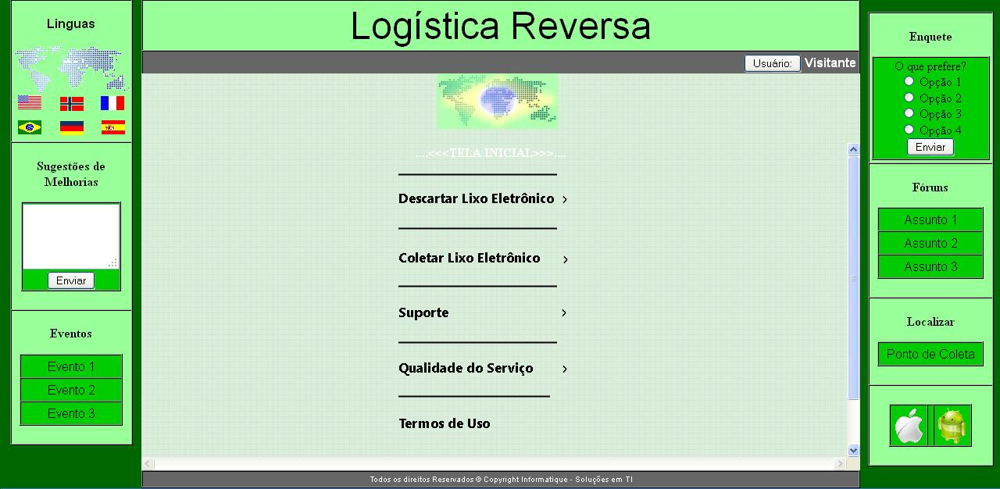 Linguas
Sugestões de
Melhorias
Enviar
Eventos
Evento 1
Evento 2
Evento 3
Logística Reversa
Usuário: Visitante
....<<<TELA INICIAL>>>....
Descartar Lixo Eletrônico >
Coletar Lixo Eletrônico >
Suporte >
Qualidade do Serviço >
Termos de Uso
Todos os direitos Reservados © Copyright Informatique - Soluções em TI
Enquete
O que prefere?
Opção 1
Opção 2
Opção 3
Opção 4
Enviar
Fóruns
Assunto 1
Assunto 2
Assunto 3
Localizar
Ponto de Coleta